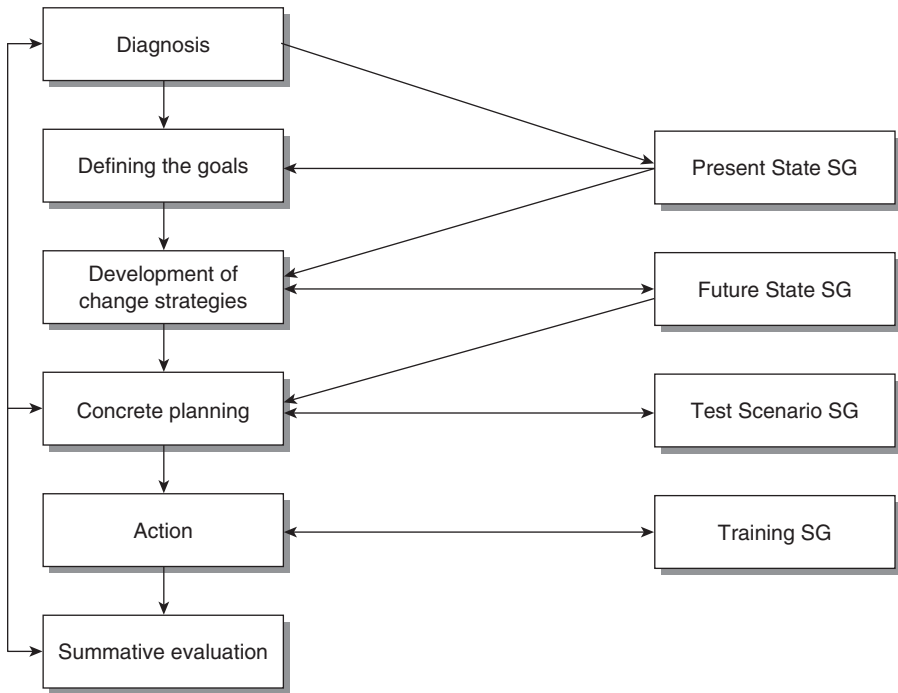 Diagnosis
Defining the goals
Present State SG
Development of
change strategies
Future State SG
Concrete planning
Test Scenario SG
Action
Training SG
Summative evaluation